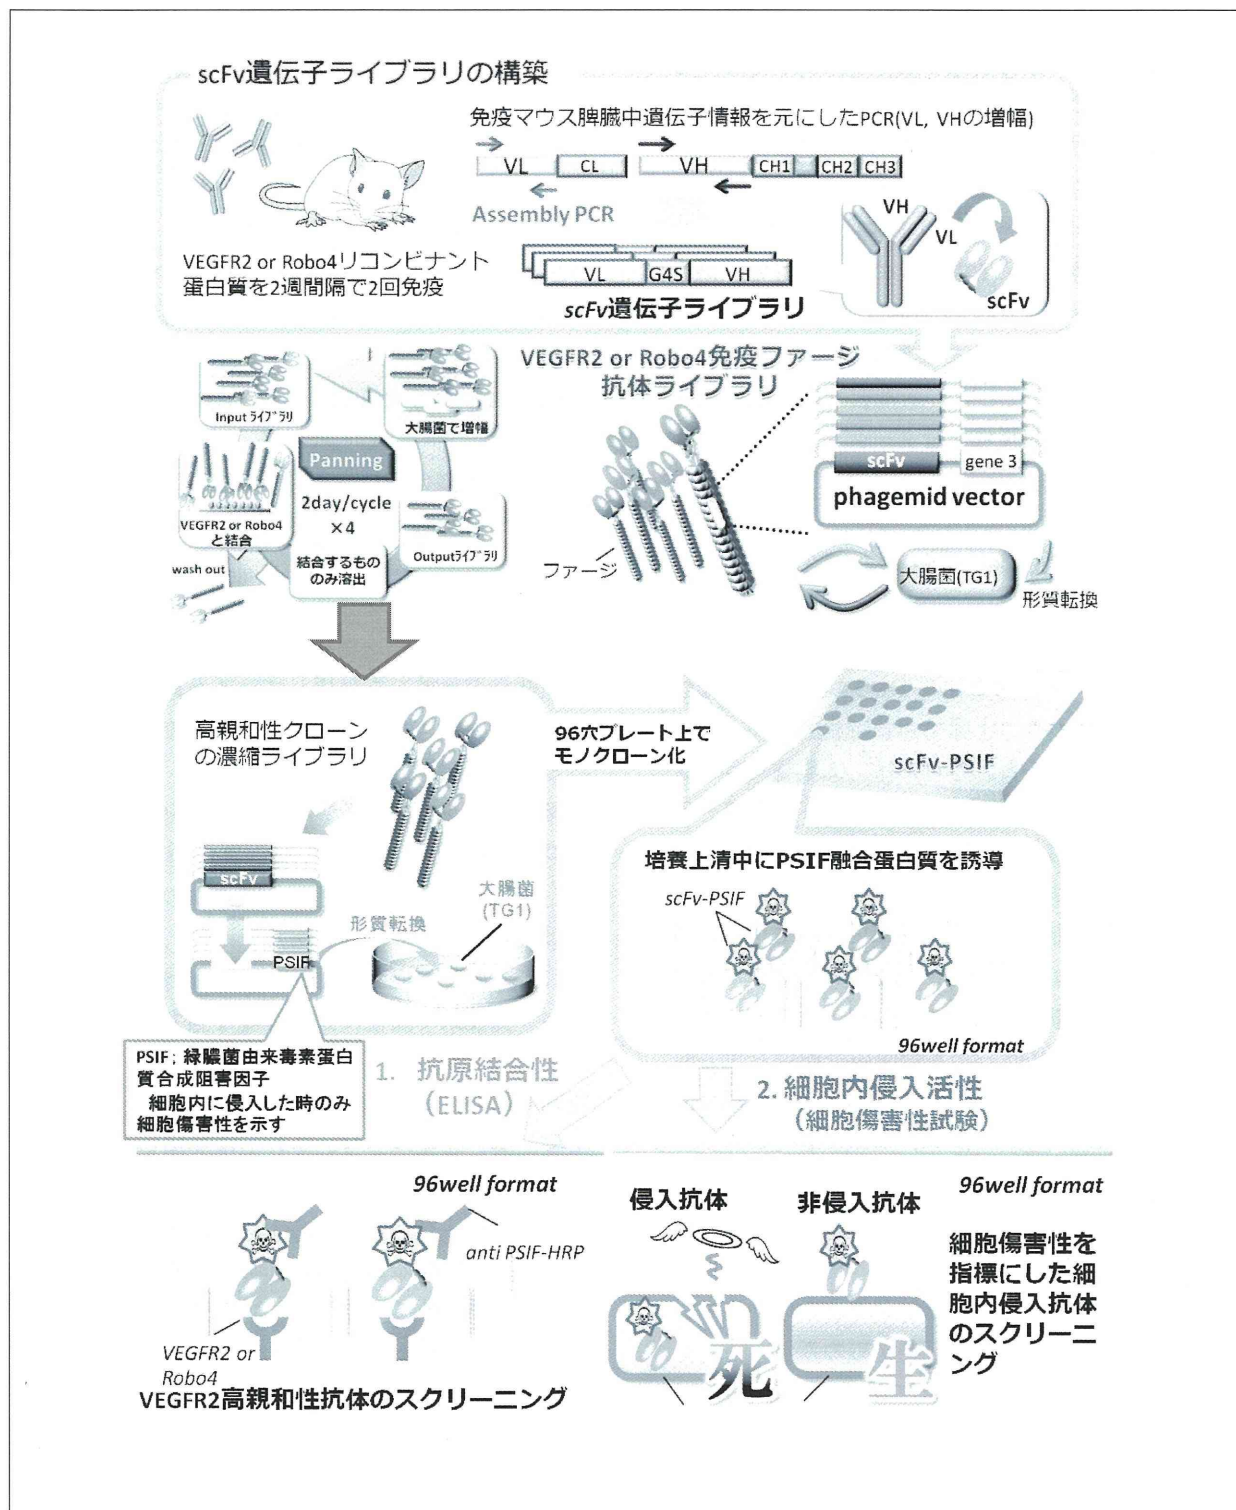 scFv遺伝子ライブラリの構築
免疫マウス脾臓中遺伝子情報を元にしたPCR(VL, VHの増幅)
VL
CL
VH
CH1
CH2
CH3
Assembly PCR
VH
VL
scFv
VEGFR2 or Robo4リコンビナント
蛋白質を2週間隔で2回免疫
VL
G4S
VH
scFv遺伝子ライブラリ
VEGFR2 or Robo4免疫ファージ
抗体ライブラリ
Input ライブラリ
大腸菌で増幅
Panning
2day/cycle
×4
VEGFR2 or Robo4
と結合
wash out
結合するもの
のみ溶出
Outputライブラリ
ファージ
scFv
gene 3
phagemid vector
大腸菌(TG1)
形質転換
高親和性クローン
の濃縮ライブラリ
96穴プレート上で
モノクローン化
scFv-PSIF
scFv
PSIF
形質転換
大腸菌
(TG1)
培養上清中にPSIF融合蛋白質を誘導
scFv-PSIF
96well format
PSIF; 緑膿菌由来毒素蛋白
質合成阻害因子
細胞内に侵入した時のみ
細胞傷害性を示す
1. 抗原結合性
(ELISA)
2. 細胞内侵入活性
(細胞傷害性試験)
96well format
anti PSIF-HRP
VEGFR2 or
Robo4
VEGFR2高親和性抗体のスクリーニング
侵入抗体
非侵入抗体
96well format
死
生
細胞傷害性を
指標にした細
胞内侵入抗体
のスクリーニ
ング